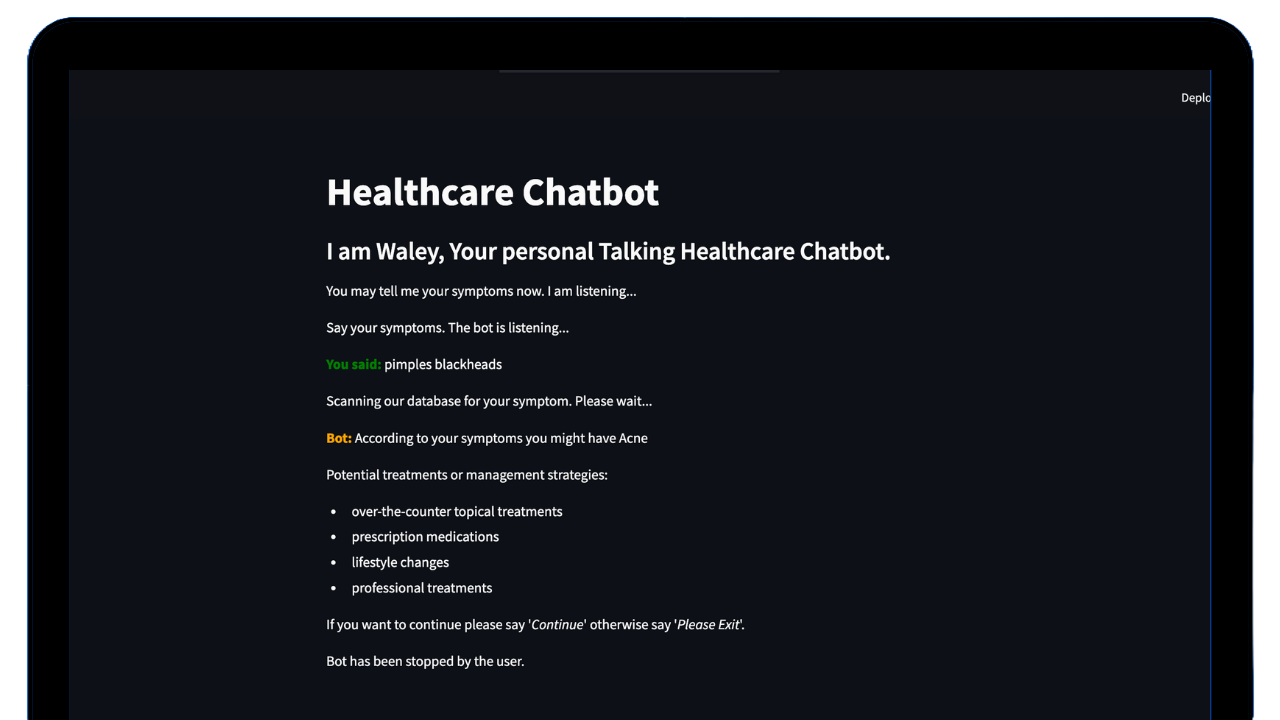 Deplo
Healthcare Chatbot
I am Waley, Your personal Talking Healthcare Chatbot.
You may tell me your symptoms now. I am listening...
Say your symptoms. The bot is listening...
You said: pimples blackheads
Scanning our database for your symptom. Please wait...
Bot: According to your symptoms you might have Acne
Potential treatments or management strategies:
• over-the-counter topical treatments
• prescription medications
• lifestyle changes
• professional treatments
If you want to continue please say 'Continue' otherwise say 'Please Exit'.
Bot has been stopped by the user.